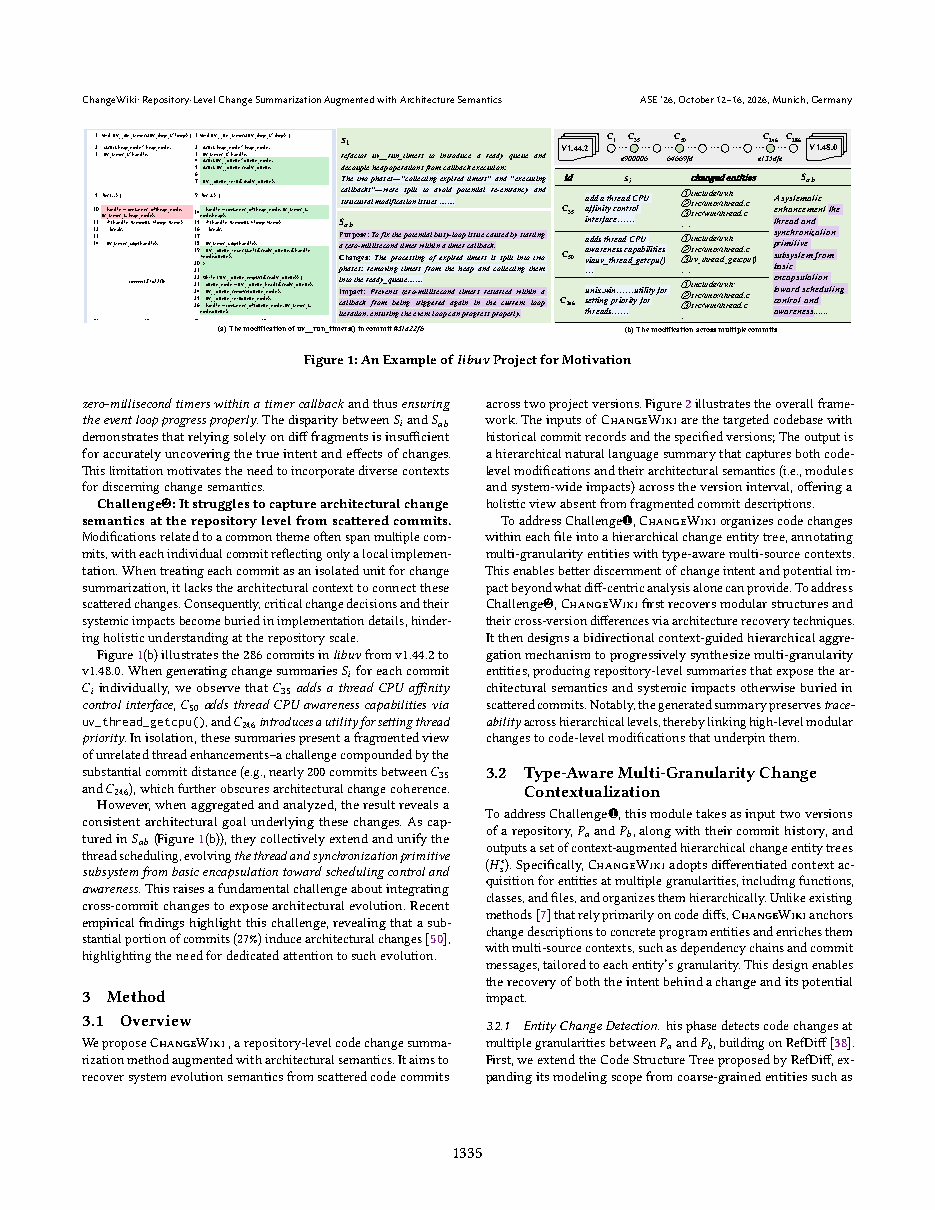 ChangeWiki: Repository-Level Change Summarization Augmented with Architecture Semantics
ASE '26, October 12–16, 2026, Munich, Germany
S_i
refactor uv__run_timers to introduce a ready queue and
decouple heap operations from callback execution.
The two phases—"collecting expired timers" and "executing
callbacks"—were split to avoid potential re-entrancy and
structural modification issues ......
S_ab
Purpose: To fix the potential busy-loop issue caused by starting
a zero-millisecond timers within a timer callback.
Changes: The processing of expired timers is split into two
phases: removing timers from the heap and collecting them
into the ready_queue......
Impact: Prevents zero-millisecond timers restarted within a
callback from being triggered again in the current loop
iteration, ensuring the event loop can progress properly.
(a) The modification of uv__run_timers() in commit
V1.44.2
C_1 C_35 C_50 C_246 C_286
V1.48.0
id S_i changed entities S_ab
C_35
add a thread CPU
affinity control
interface......
①include/uv.h
②src/unix/thread.c
③src/win/thread.c
C_50
adds thread CPU
awareness capabilities
via uv_thread_getcpu()
...
①include/uv.h
②src/unix/thread.c
③uv_thread_getcpu()
unix,win......utility for
setting priority for
threads......
①include/uv.h
②src/unix/thread.c
③src/win/thread.c
A systematic
enhancement the
thread and
synchronization
primitive
subsystem from
basic
encapsulation
toward scheduling
control and
awareness......
(b) The modification across multiple commits
Figure 1: An Example of libuv Project for Motivation
zero-millisecond timers within a timer callback and thus ensuring
the event loop progress properly. The disparity between S_i and S_ab
demonstrates that relying solely on diff fragments is insufficient
for accurately uncovering the true intent and effects of changes.
This limitation motivates the need to incorporate diverse contexts
for discerning change semantics.
Challenge❷: It struggles to capture architectural change
semantics at the repository level from scattered commits.
Modifications related to a common theme often span multiple com-
mits, with each individual commit reflecting only a local implemen-
tation. When treating each commit as an isolated unit for change
summarization, it lacks the architectural context to connect these
scattered changes. Consequently, critical change decisions and their
systemic impacts become buried in implementation details, hinder-
ing holistic understanding at the repository scale.
Figure 1(b) illustrates the 286 commits in libuv from v1.44.2 to
v1.48.0. When generating change summaries S_i for each commit
C_i individually, we observe that C_35 adds a thread CPU affinity
control interface, C_50 adds thread CPU awareness capabilities via
uv_thread_getcpu(), and C_246 introduces a utility for setting thread
priority. In isolation, these summaries present a fragmented view
of unrelated thread enhancements–a challenge compounded by the
substantial commit distance (e.g., nearly 200 commits between C_35
and C_246), which further obscures architectural change coherence.
However, when aggregated and analyzed, the result reveals a
consistent architectural goal underlying these changes. As cap-
tured in S_ab (Figure 1(b)), they collectively extend and unify the
thread scheduling, evolving the thread and synchronization primitive
subsystem from basic encapsulation toward scheduling control and
awareness. This raises a fundamental challenge about integrating
cross-commit changes to expose architectural evolution. Recent
empirical findings highlight this challenge, revealing that a sub-
stantial portion of commits (27%) induce architectural changes [50],
highlighting the need for dedicated attention to such evolution.
3 Method
3.1 Overview
We propose ChangeWiki , a repository-level code change summa-
rization method augmented with architectural semantics. It aims to
recover system evolution semantics from scattered code commits
across two project versions. Figure 2 illustrates the overall frame-
work. The inputs of ChangeWiki are the targeted codebase with
historical commit records and the specified versions; The output is
a hierarchical natural language summary that captures both code-
level modifications and their architectural semantics (i.e., modules
and system-wide impacts) across the version interval, offering a
holistic view absent from fragmented commit descriptions.
To address Challenge❶, ChangeWiki organizes code changes
within each file into a hierarchical change entity tree, annotating
multi-granularity entities with type-aware multi-source contexts.
This enables better discernment of change intent and potential im-
pact beyond what diff-centric analysis alone can provide. To address
Challenge❷, ChangeWiki first recovers modular structures and
their cross-version differences via architecture recovery techniques.
It then designs a bidirectional context-guided hierarchical aggre-
gation mechanism to progressively synthesize multi-granularity
entities, producing repository-level summaries that expose the ar-
chitectural semantics and systemic impacts otherwise buried in
scattered commits. Notably, the generated summary preserves trace-
ability across hierarchical levels, thereby linking high-level modular
changes to code-level modifications that underpin them.
3.2 Type-Aware Multi-Granularity Change
Contextualization
To address Challenge❶, this module takes as input two versions
of a repository, P_a and P_b, along with their commit history, and
outputs a set of context-augmented hierarchical change entity trees
(H_s^*). Specifically, ChangeWiki adopts differentiated context ac-
quisition for entities at multiple granularities, including functions,
classes, and files, and organizes them hierarchically. Unlike existing
methods [7] that rely primarily on code diffs, ChangeWiki anchors
change descriptions to concrete program entities and enriches them
with multi-source contexts, such as dependency chains and commit
messages, tailored to each entity's granularity. This design enables
the recovery of both the intent behind a change and its potential
impact.
3.2.1 Entity Change Detection. his phase detects code changes at
multiple granularities between P_a and P_b, building on RefDiff [38].
First, we extend the Code Structure Tree proposed by RefDiff, ex-
panding its modeling scope from coarse-grained entities such as
1335